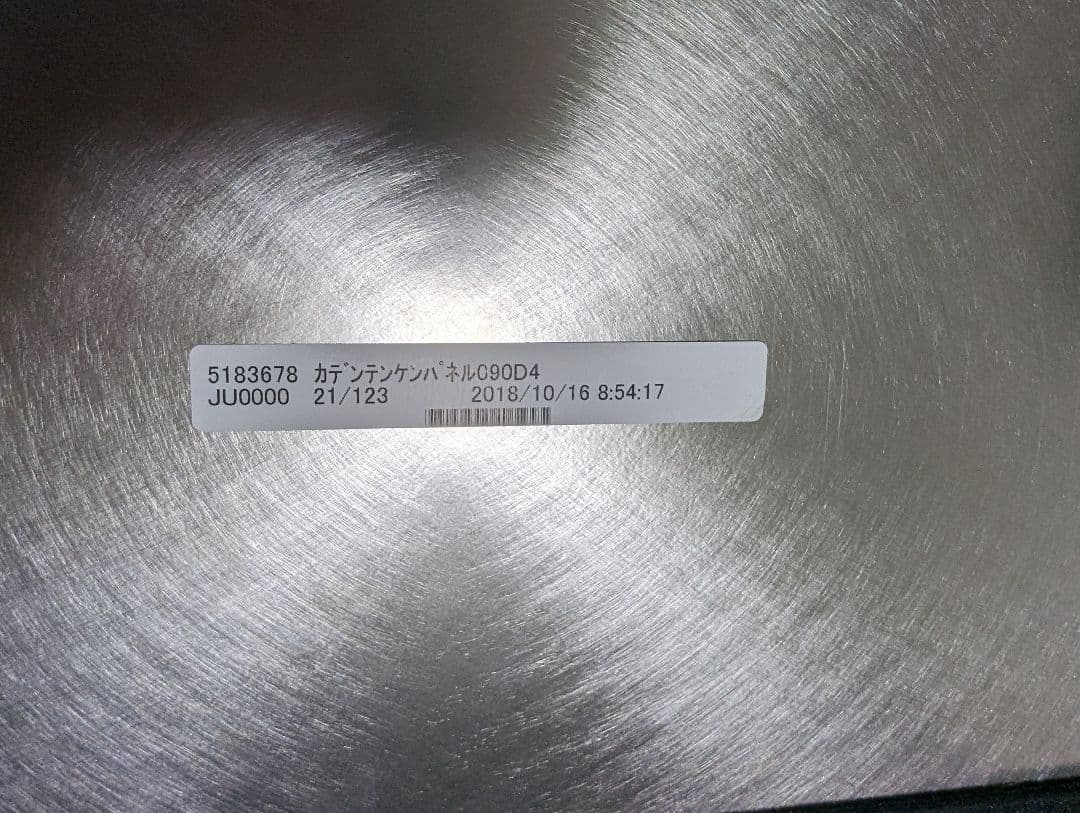 5183678 ｶﾃﾞﾝﾃﾝｹﾝﾊﾟﾈﾙC90D4
JU0000 21/123 2018/10/16 8:54:17